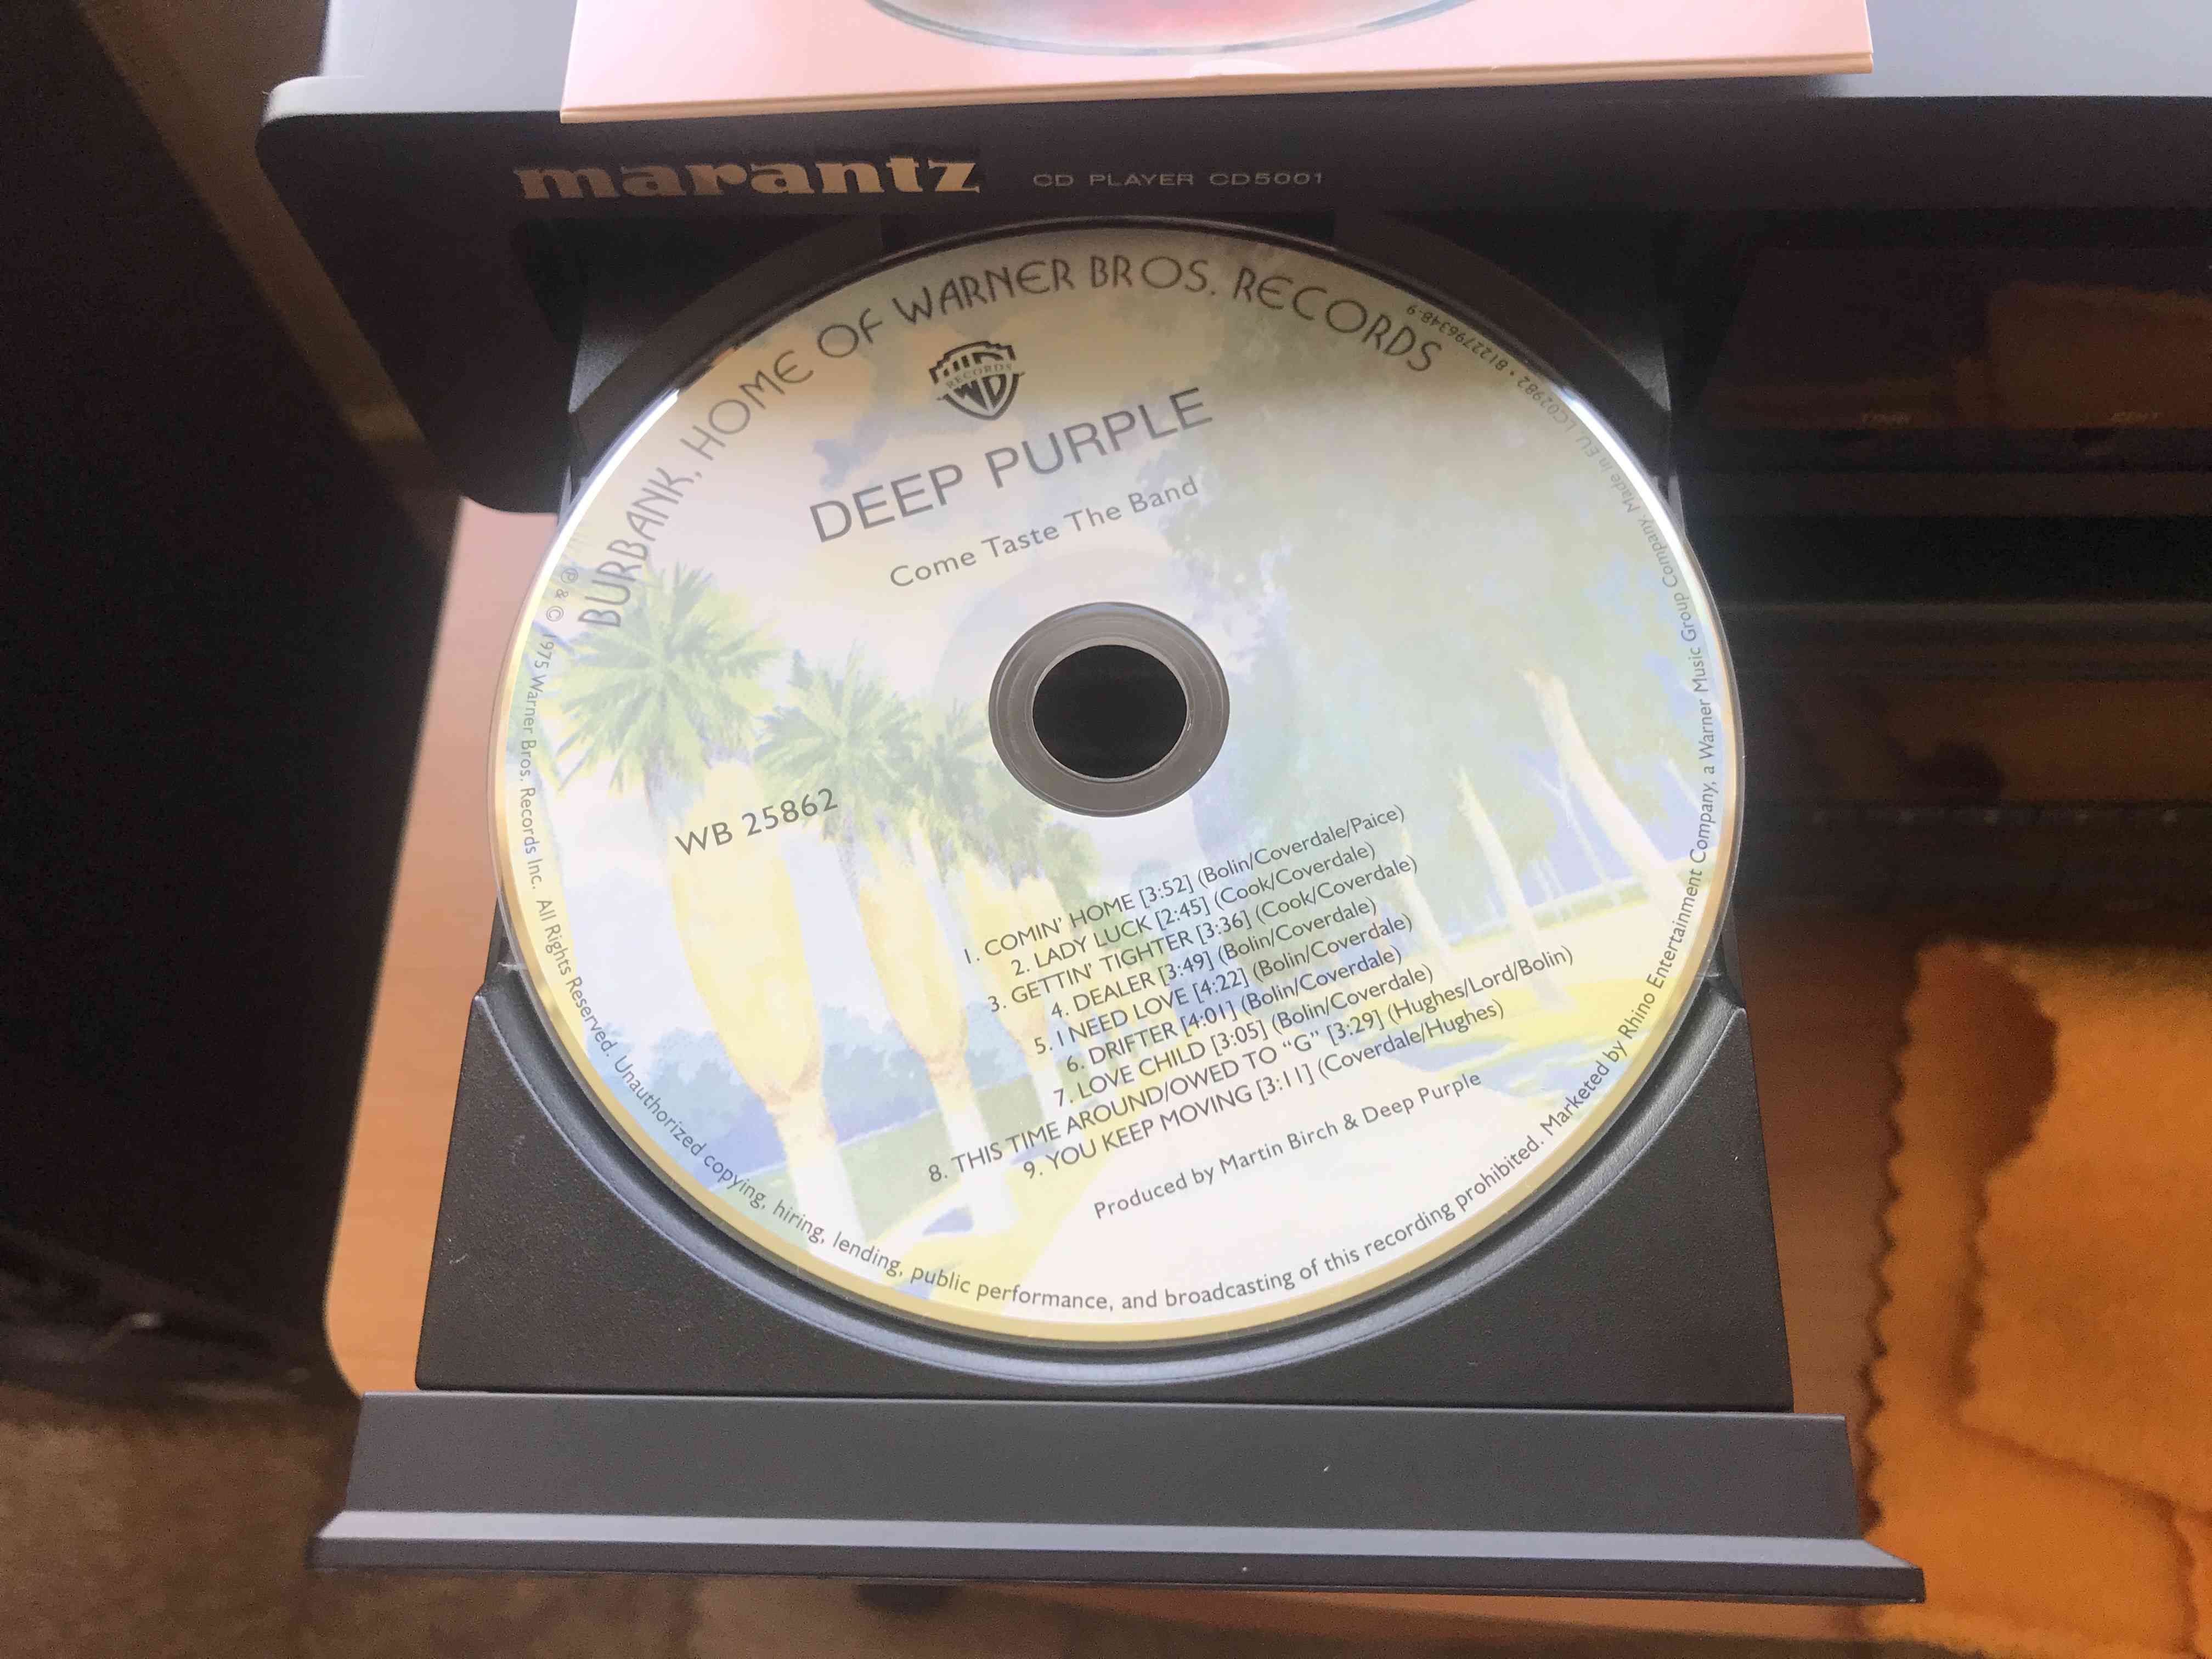 marantz CD PLAYER CD5001
BURBANK, HOME OF WARNER BROS. RECORDS
RECORDS
DEEP PURPLE
Come Taste The Band
WB 25862
1. COMIN' HOME [3:52] (Bolin/Coverdale/Paice)
2. LADY LUCK [2:45] (Cook/Coverdale)
3. GETTIN' TIGHTER [3:36] (Cook/Coverdale)
4. DEALER [3:49] (Bolin/Coverdale)
5. I NEED LOVE [4:22] (Bolin/Coverdale)
6. DRIFTER [4:01] (Bolin/Coverdale)
7. LOVE CHILD [3:05] (Bolin/Coverdale)
8. THIS TIME AROUND/OWED TO “G” [3:29] (Hughes/Lord/Bolin)
9. YOU KEEP MOVING [3:11] (Coverdale/Hughes)
Produced by Martin Birch & Deep Purple
℗ & © 1975 Warner Bros. Records Inc. All Rights Reserved. Unauthorized copying, hiring, lending, public performance, and broadcasting of this recording prohibited. Marketed by Rhino Entertainment Company, a Warner Music Group Company. Made in EU. LC02982 • 8122796348-9